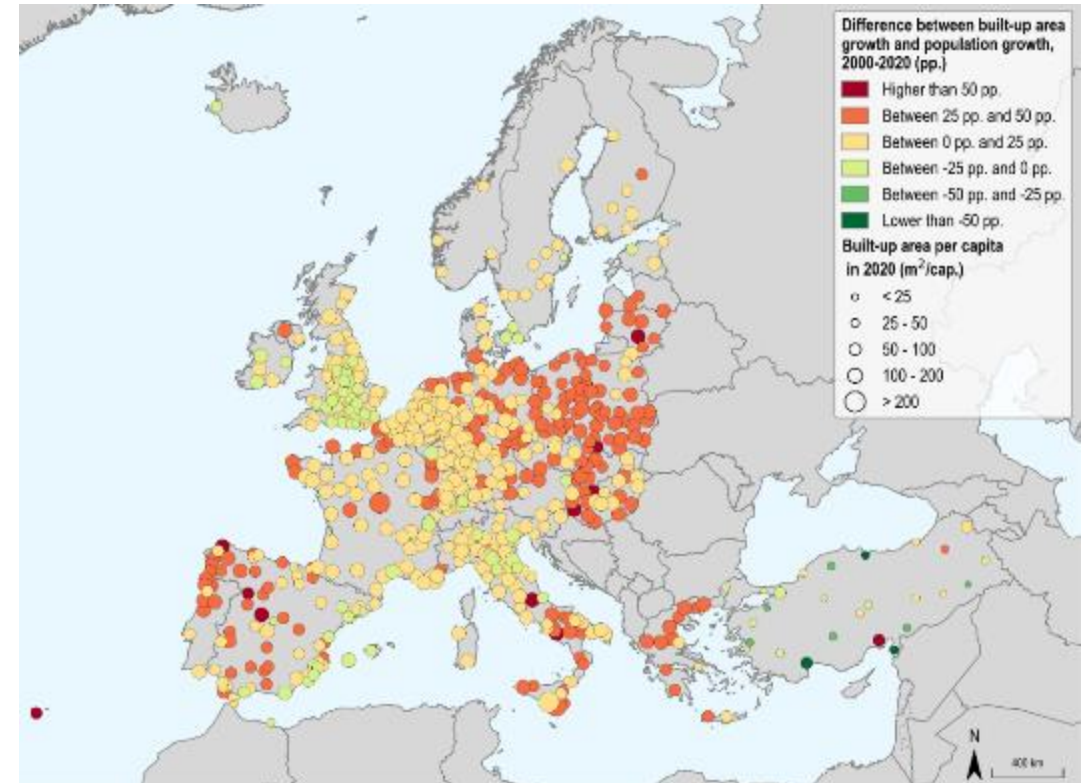 Difference between built-up area
growth and population growth,
2000-2020 (pp.)
Higher than 50 pp.
Between 25 pp. and 50 pp.
Between 0 pp. and 25 pp.
Between -25 pp. and 0 pp.
Between -50 pp. and -25 pp.
Lower than -50 pp.
Built-up area per capita
in 2020 (m²/cap.)
< 25
25 - 50
50 - 100
100 - 200
> 200
N
400 km